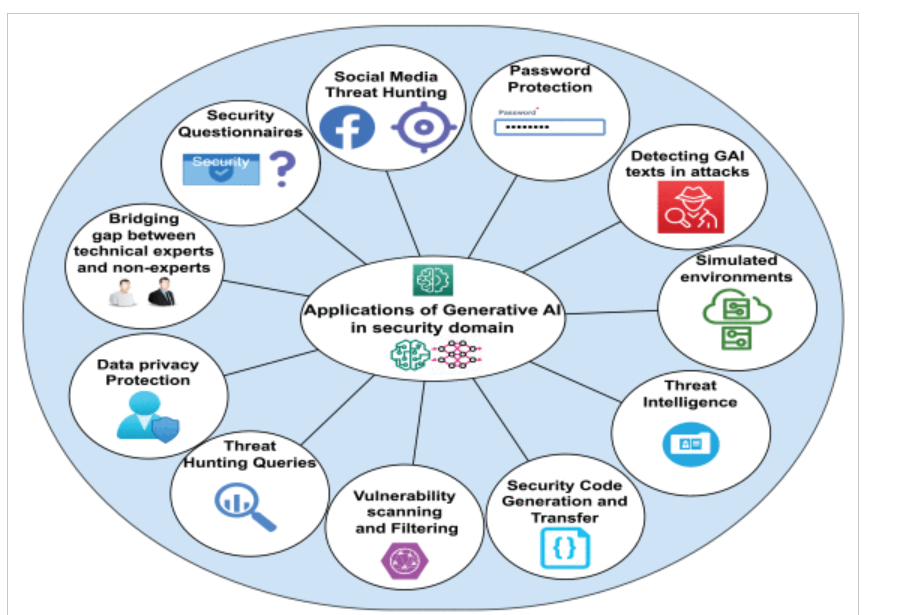 Social Media
Threat Hunting
Password
Protection
Password*
Security
Questionnaires
Security
?
Detecting GAI
texts in attacks
Bridging
gap between
technical experts
and non-experts
Simulated
environments
Applications of Generative AI
in security domain
Data privacy
Protection
Threat
Intelligence
Threat
Hunting Queries
Vulnerability
scanning
and Filtering
Security Code
Generation and
Transfer
{}